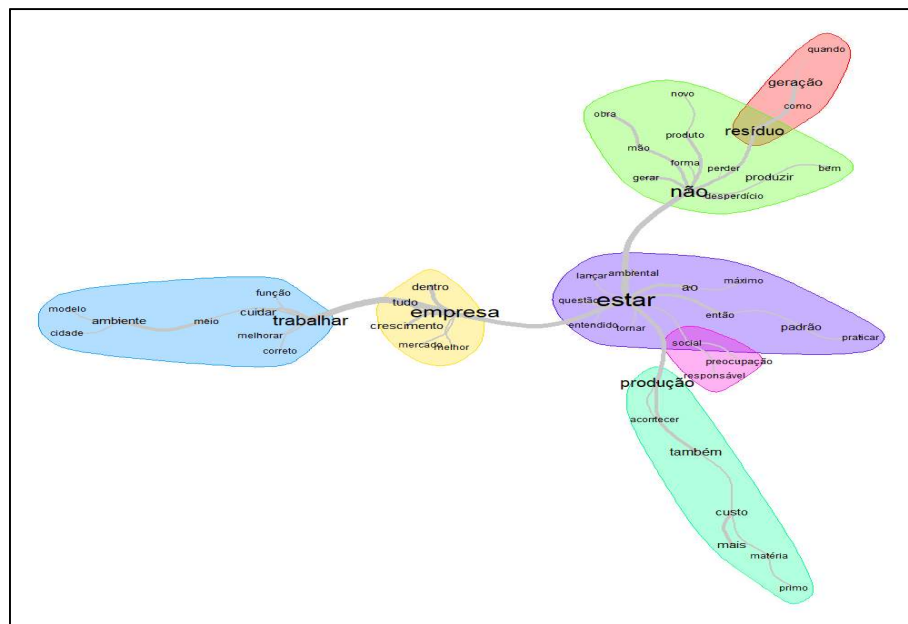 quando
geração
como
resíduo
novo
obra
produto
mão
forma
perder
bem
gerar
produzir
não
desperdício
lançar
ambiental
máximo
ao
questão
estar
então
entendido
tornar
padrão
praticar
social
preocupação
responsável
dentro
tudo
empresa
crescimento
mercado
melhor
função
modelo
cuidar
ambiente
meio
trabalhar
cidade
melhorar
correto
produção
acontecer
também
custo
mais
matéria
primo